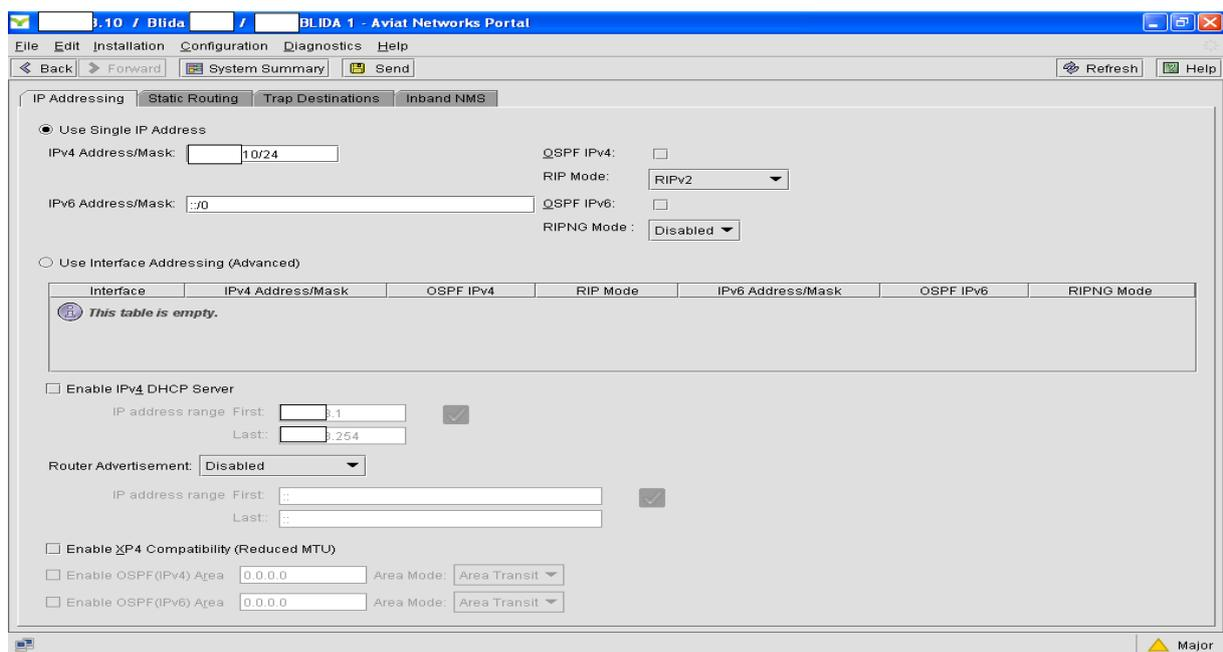 3.10 / Blida / BLIDA 1 - Aviat Networks Portal
File Edit Installation Configuration Diagnostics Help
Back Forward System Summary Send Refresh Help
IP Addressing Static Routing Trap Destinations Inband NMS
Use Single IP Address
IPv4 Address/Mask: 10/24 OSPF IPv4:
RIP Mode: RIPv2
IPv6 Address/Mask: ::/0 OSPF IPv6:
RIPNG Mode : Disabled
Use Interface Addressing (Advanced)
Interface IPv4 Address/Mask OSPF IPv4 RIP Mode IPv6 Address/Mask OSPF IPv6 RIPNG Mode
This table is empty.
Enable IPv4 DHCP Server
IP address range First: 3.1
Last:: 3.254
Router Advertisement: Disabled
IP address range First: ::
Last:: ::
Enable XP4 Compatibility (Reduced MTU)
Enable OSPF(IPv4) Area 0.0.0.0 Area Mode: Area Transit
Enable OSPF(IPv6) Area 0.0.0.0 Area Mode: Area Transit
Major